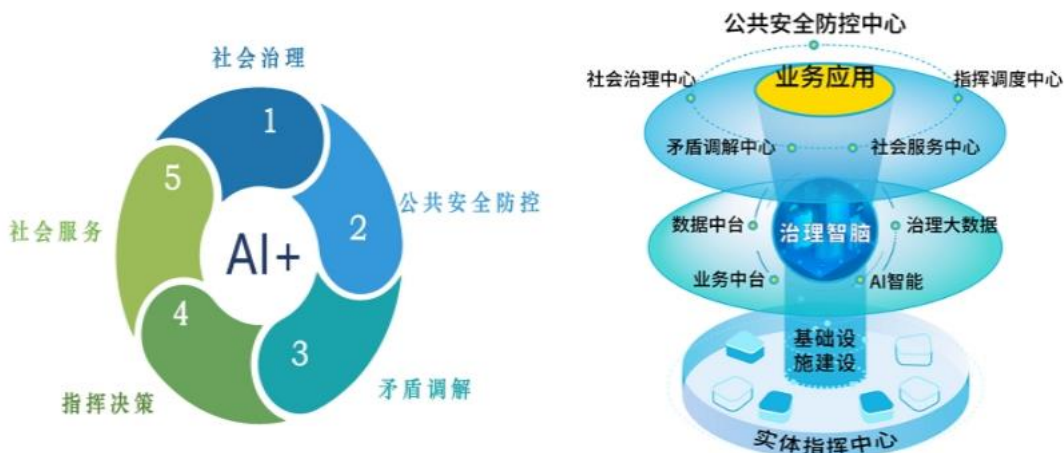 社会治理
1
公共安全防控
2
矛盾调解
3
指挥决策
4
社会服务
5
AI+
公共安全防控中心
社会治理中心
业务应用
指挥调度中心
矛盾调解中心
社会服务中心
数据中台
治理智脑
治理大数据
业务中台
AI智能
基础设
施建设
实体指挥中心